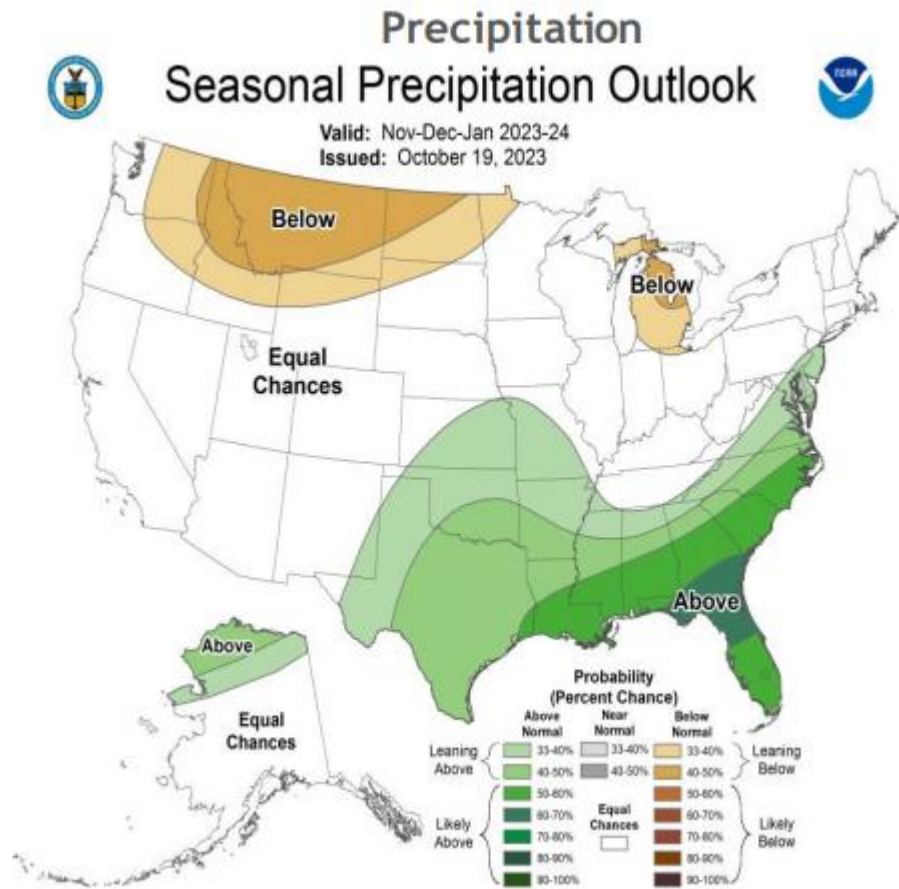 Precipitation
Seasonal Precipitation Outlook
Valid: Nov-Dec-Jan 2023-24
Issued: October 19, 2023
NOAA
Below
Below
Equal
Chances
Above
Above
Equal
Chances
Probability
(Percent Chance)
Above
Normal
Near
Normal
Below
Normal
Leaning
Above
33-40%
33-40%
33-40%
Leaning
Below
40-50%
40-50%
40-50%
Likely
Above
50-60%
50-60%
Likely
Below
60-70%
60-70%
Equal
Chances
70-80%
70-80%
80-90%
80-90%
90-100%
90-100%